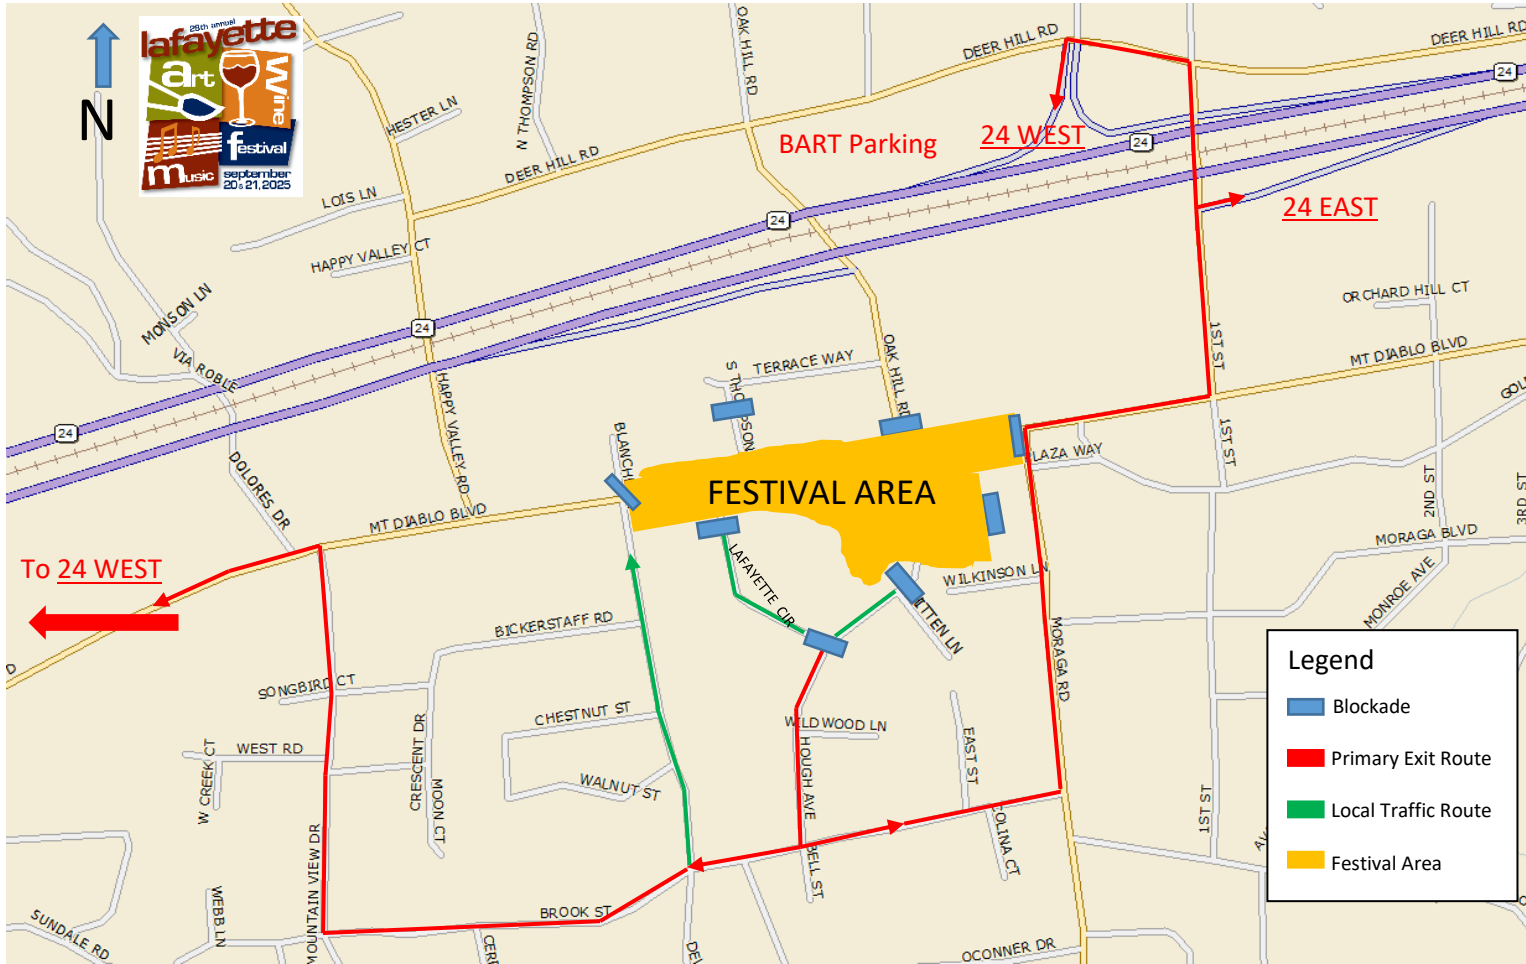 28th annual
lafayette
art
Wine
festival
music
september
20 & 21, 2025
N
HESTER LN
N THOMPSON RD
OAK HILL RD
DEER HILL RD
DEER HILL RD
DEER HILL RD
24
24
24
24
24
BART Parking
24 WEST
24 EAST
LOIS LN
HAPPY VALLEY CT
MONSON LN
VIA ROBLE
ORCHARD HILL CT
1ST ST
MT DIABLO BLVD
TERRACE WAY
OAK HILL RD
S THOMPSON
HAPPY VALLEY RD
DOLORES DR
MT DIABLO BLVD
FESTIVAL AREA
PLAZA WAY
1ST ST
2ND ST
3RD ST
MORAGA BLVD
MONROE AVE
To 24 WEST
LAFAYETTE CIR
WILKINSON LN
BICKERSTAFF RD
MORAGA RD
SONGBIRD CT
CHESTNUT ST
WILDWOOD LN
WEST RD
W CREEK CT
CRESCENT DR
MOON CT
WALNUT ST
HOUGH AVE
EAST ST
COLINA CT
1ST ST
BELL ST
MOUNTAIN VIEW DR
BROOK ST
WEBB LN
SUNDALE RD
OCONNER DR
Legend
Blockade
Primary Exit Route
Local Traffic Route
Festival Area